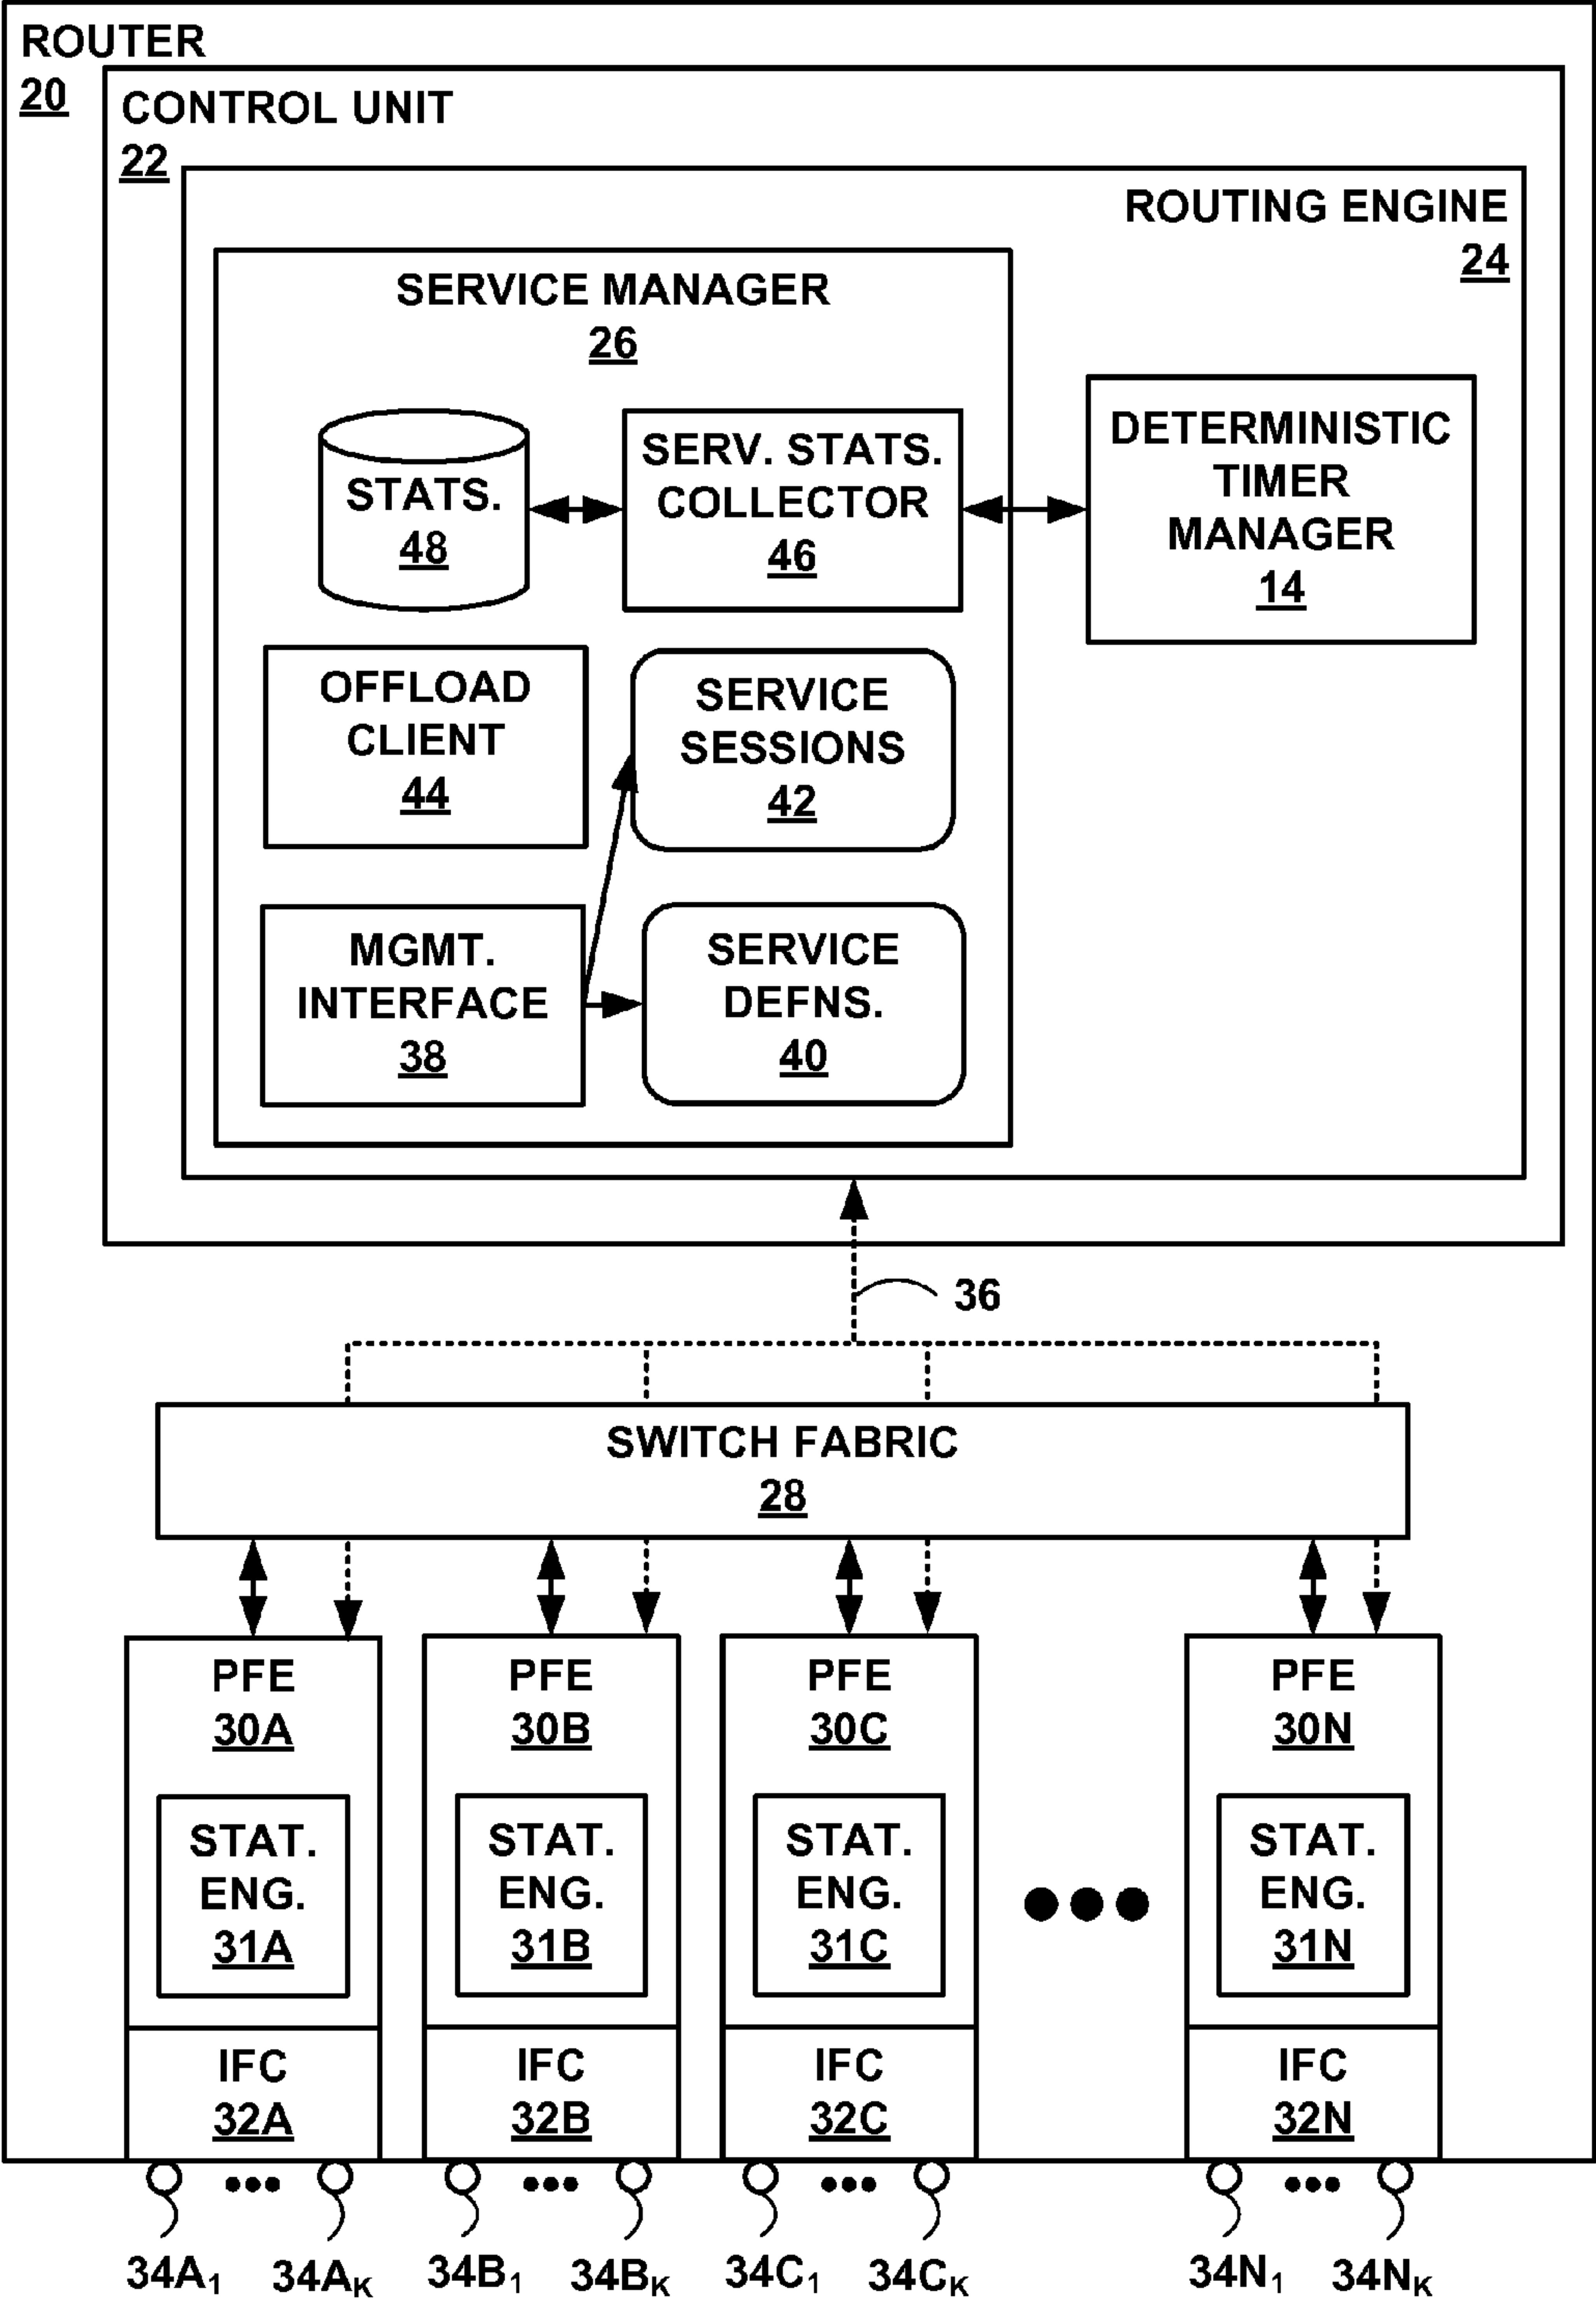 ROUTER
20
CONTROL UNIT
22
ROUTING ENGINE
24
SERVICE MANAGER
26
STATS.
48
SERV. STATS.
COLLECTOR
46
DETERMINISTIC
TIMER
MANAGER
14
OFFLOAD
CLIENT
44
SERVICE
SESSIONS
42
MGMT.
INTERFACE
38
SERVICE
DEFNS.
40
36
SWITCH FABRIC
28
PFE
30A
STAT.
ENG.
31A
IFC
32A
PFE
30B
STAT.
ENG.
31B
IFC
32B
PFE
30C
STAT.
ENG.
31C
IFC
32C
PFE
30N
STAT.
ENG.
31N
IFC
32N
34A1
34AK
34B1
34BK
34C1
34CK
34N1
34NK